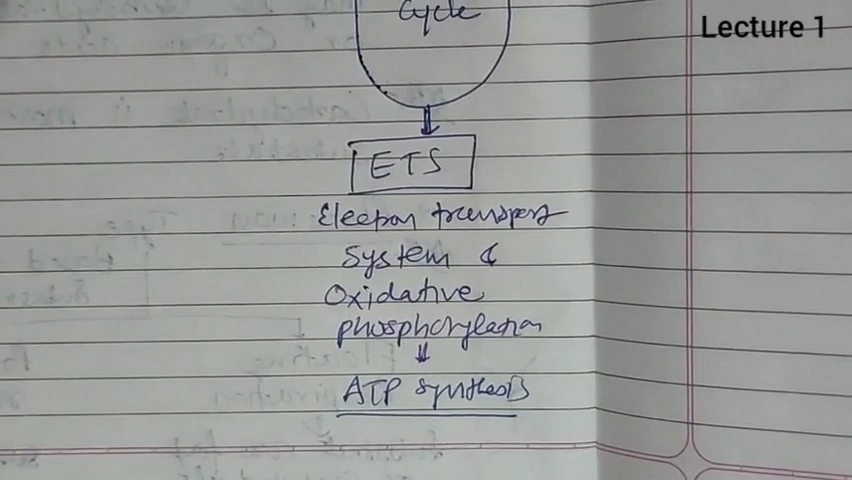 Cycle
Lecture 1
ETS
Electron transport
System &
Oxidative
phosphorylation
ATP synthesis